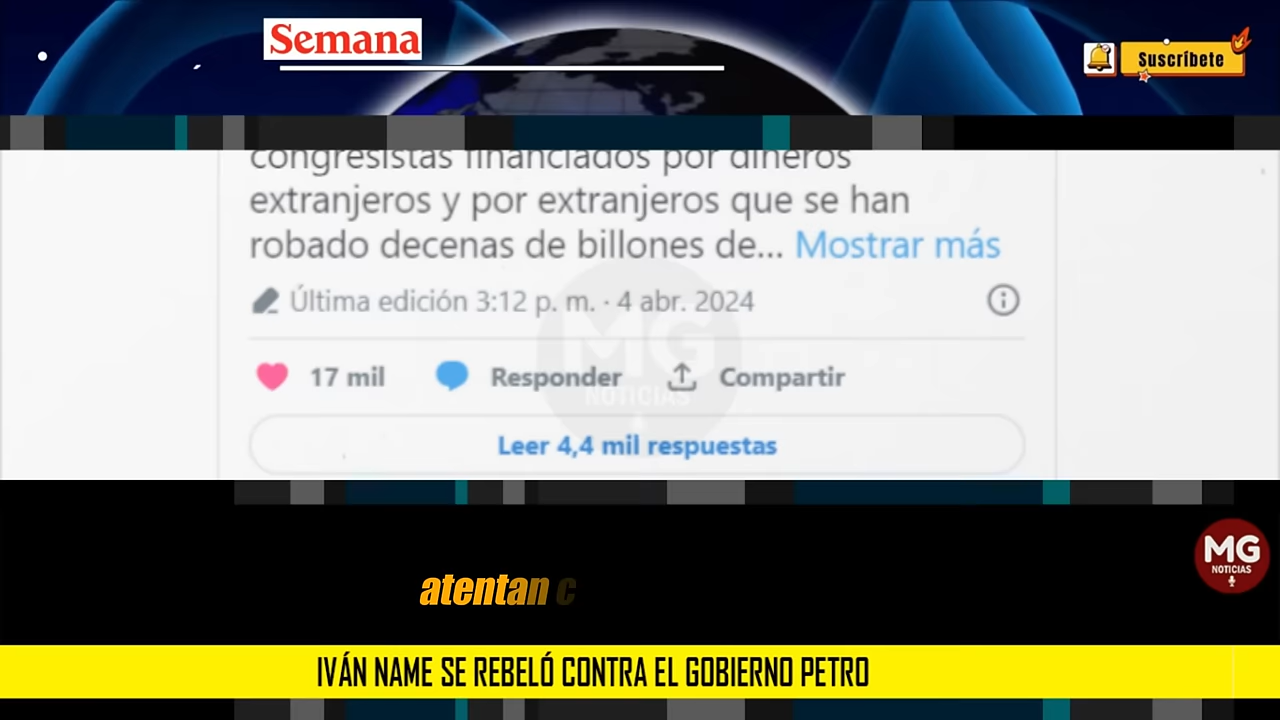 Semana
Suscríbete
congresistas financiados por dineros
extranjeros y por extranjeros que se han
robado decenas de billones de... Mostrar más
Última edición 3:12 p. m. · 4 abr. 2024
17 mil Responder Compartir
MG
NOTICIAS
Leer 4,4 mil respuestas
MG
NOTICIAS
atentan c
IVÁN NAME SE REBELÓ CONTRA EL GOBIERNO PETRO